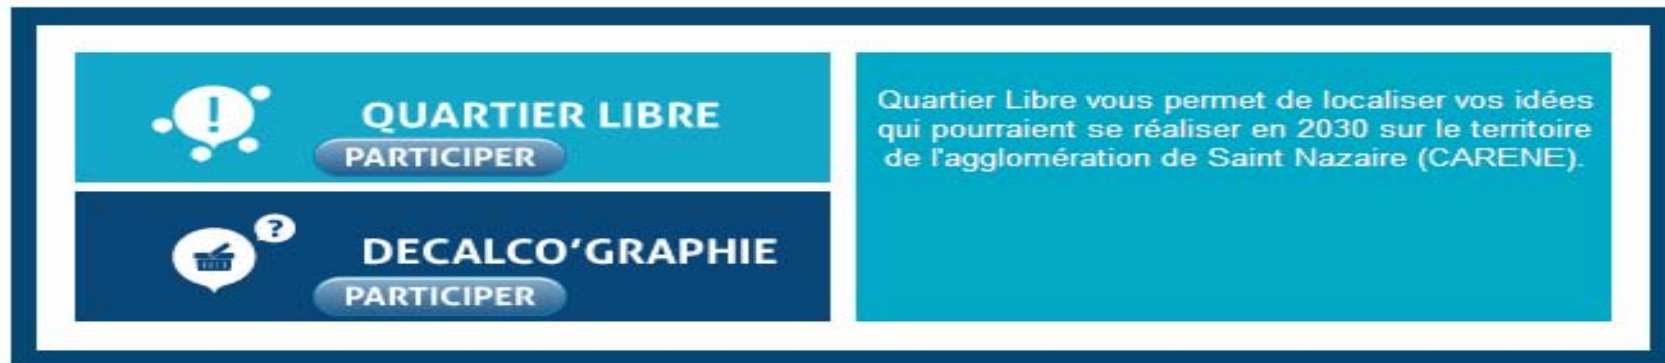 QUARTIER LIBRE
PARTICIPER
DECALCO'GRAPHIE
PARTICIPER
Quartier Libre vous permet de localiser vos idées
qui pourraient se réaliser en 2030 sur le territoire
de l'agglomération de Saint Nazaire (CARENE).